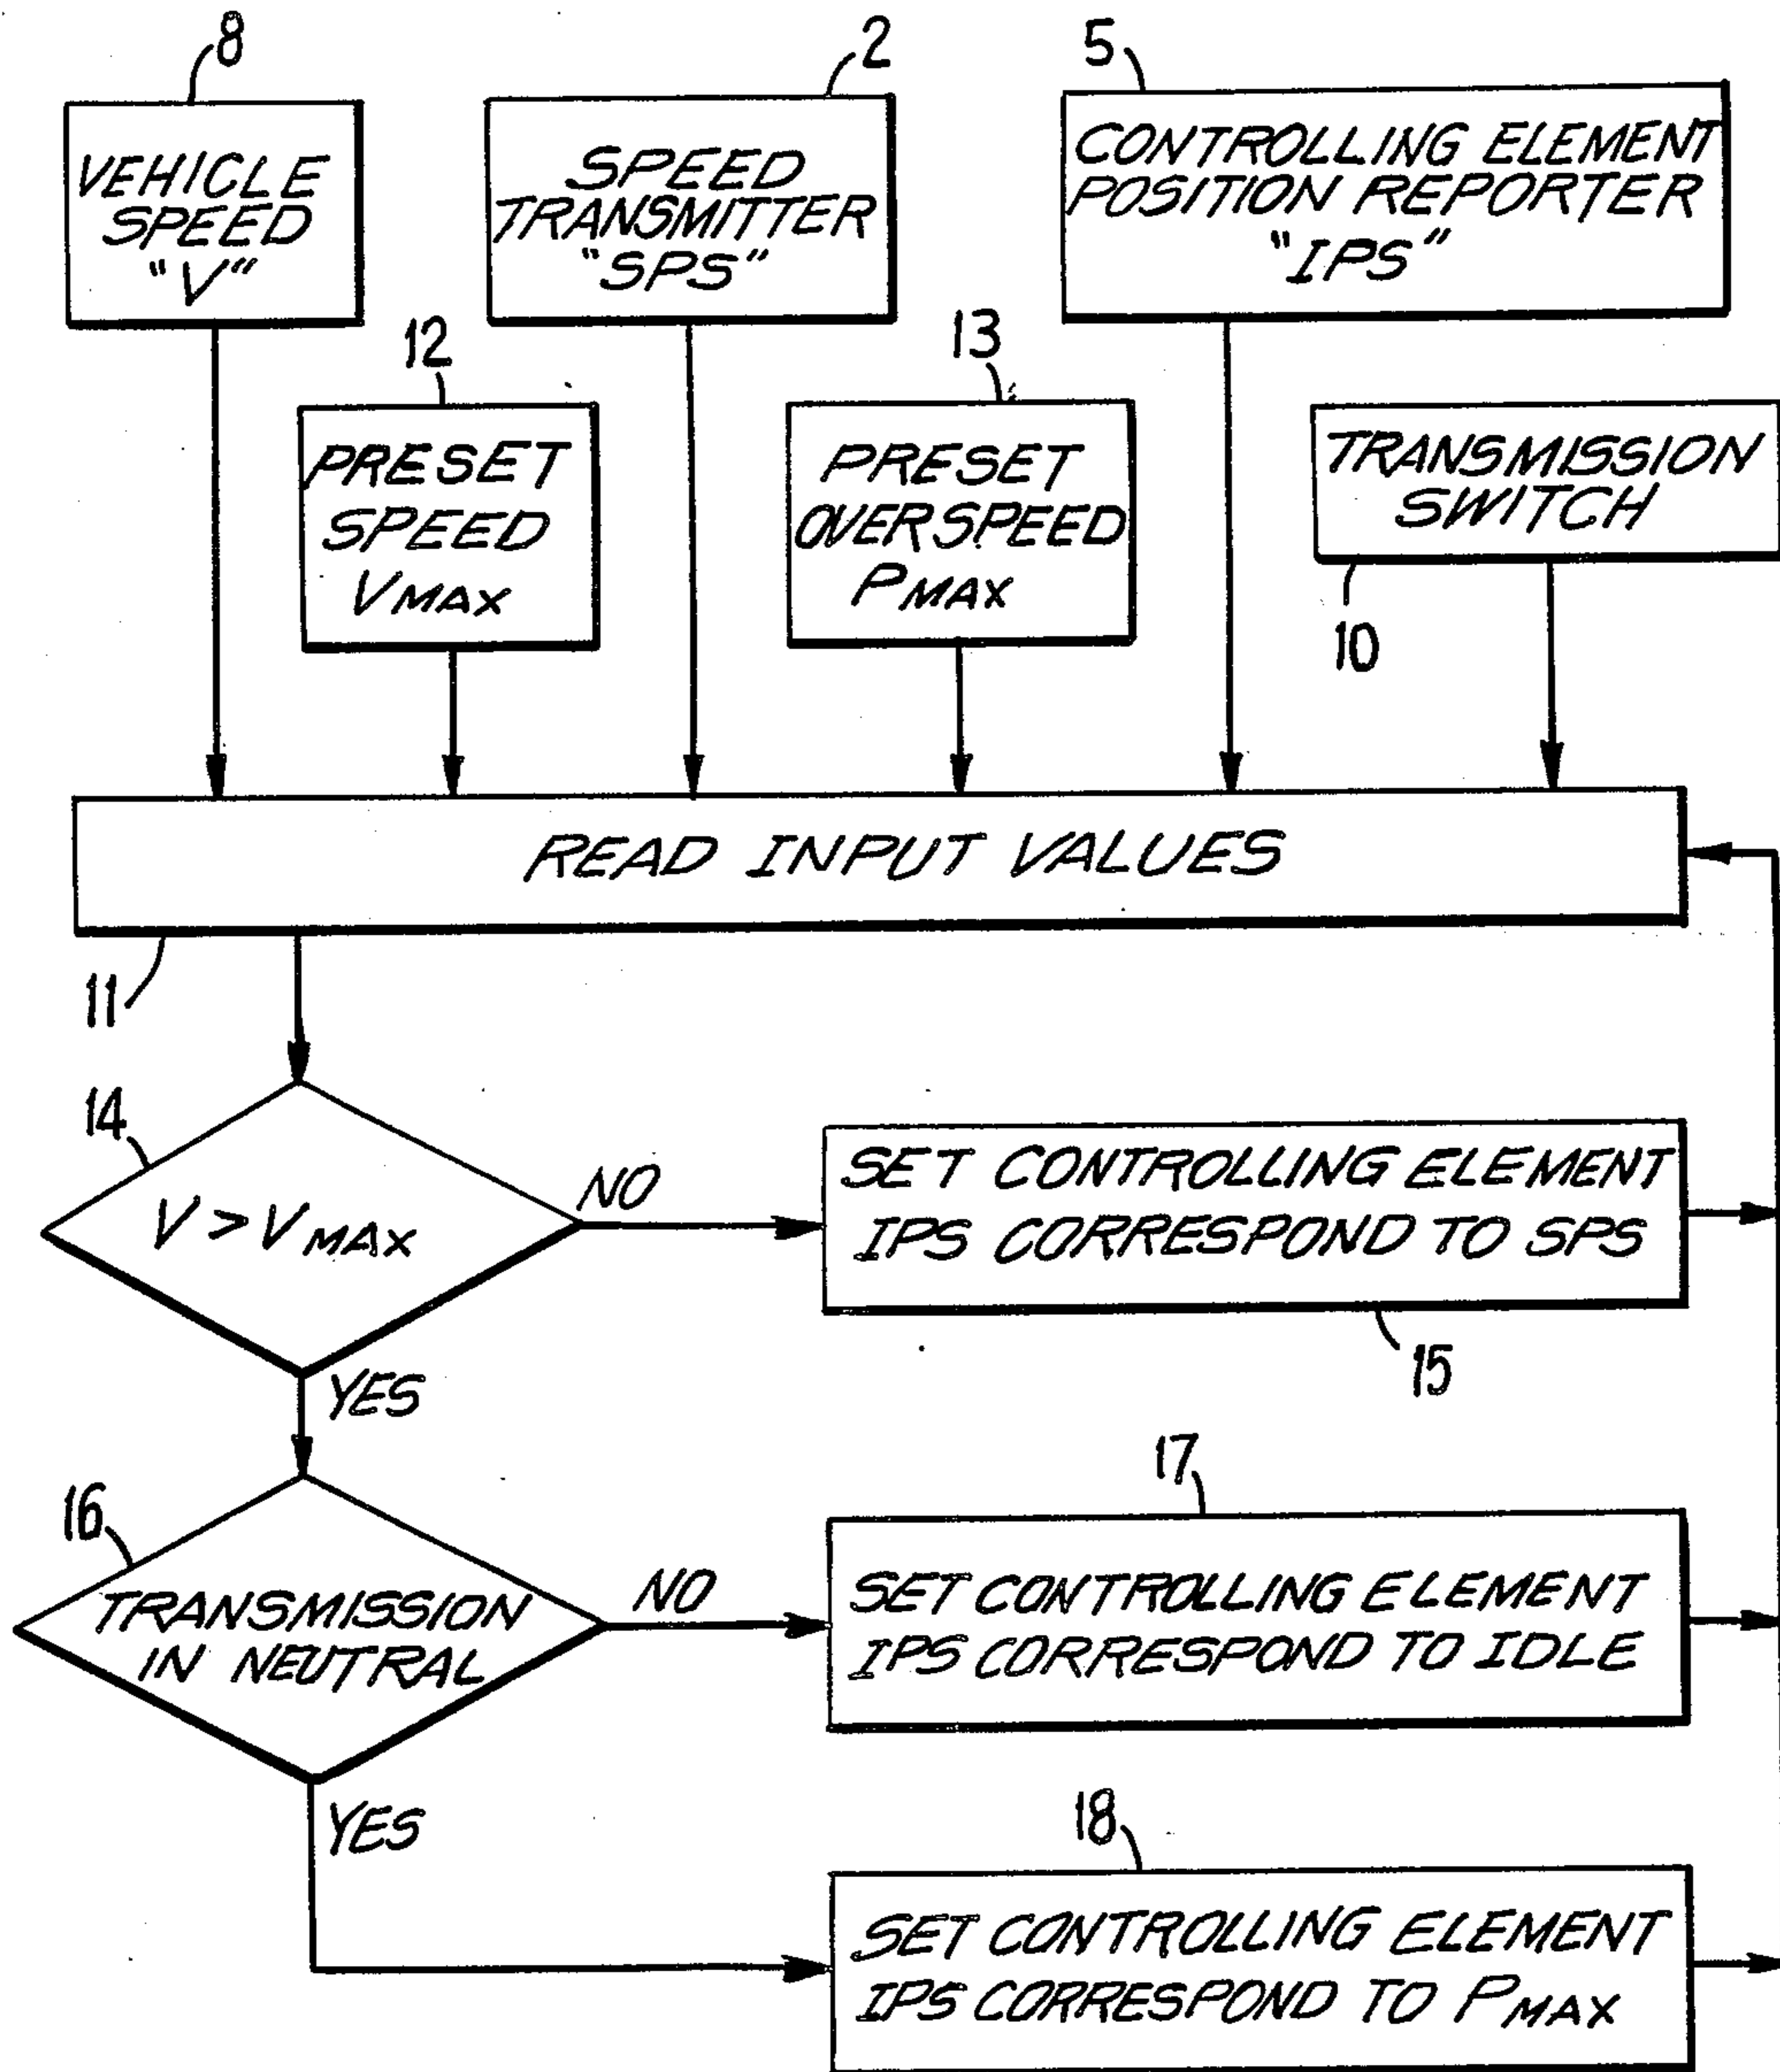 8
2
5
VEHICLE
SPEED
"V"
SPEED
TRANSMITTER
"SPS"
CONTROLLING ELEMENT
POSITION REPORTER
"IPS"
12
13
PRESET
SPEED
VMAX
PRESET
OVERSPEED
PMAX
TRANSMISSION
SWITCH
10
READ INPUT VALUES
11
14
V > VMAX
NO
SET CONTROLLING ELEMENT
IPS CORRESPOND TO SPS
15
YES
16
17
TRANSMISSION
IN NEUTRAL
NO
SET CONTROLLING ELEMENT
IPS CORRESPOND TO IDLE
YES
18
SET CONTROLLING ELEMENT
IPS CORRESPOND TO PMAX